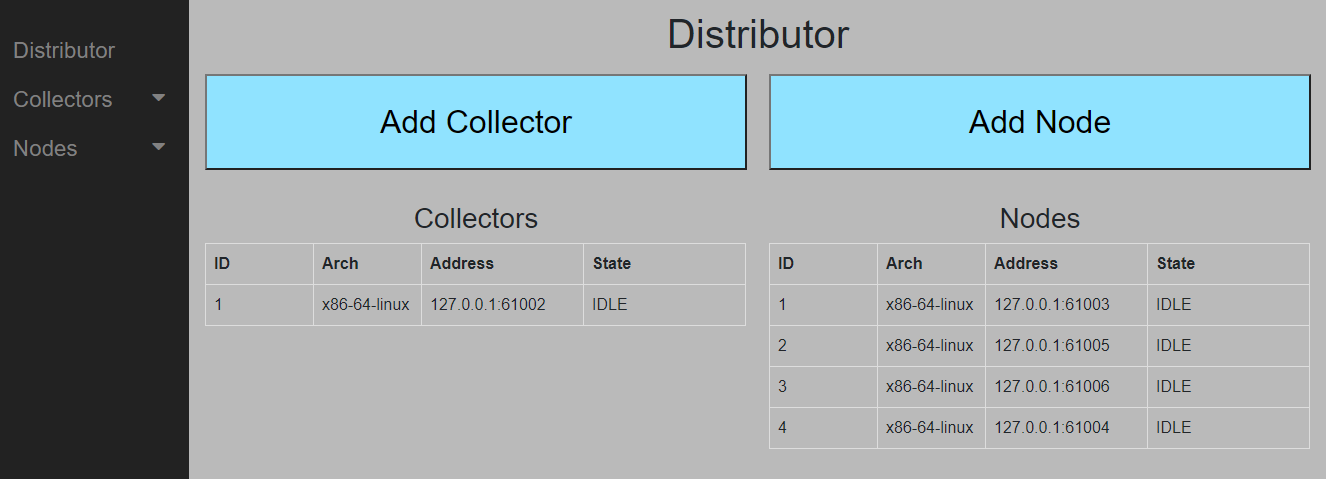 Distributor
Collectors
Nodes
Distributor
Add Collector
Add Node
Collectors
ID Arch Address State
1 x86-64-linux 127.0.0.1:61002 IDLE
Nodes
ID Arch Address State
1 x86-64-linux 127.0.0.1:61003 IDLE
2 x86-64-linux 127.0.0.1:61005 IDLE
3 x86-64-linux 127.0.0.1:61006 IDLE
4 x86-64-linux 127.0.0.1:61004 IDLE